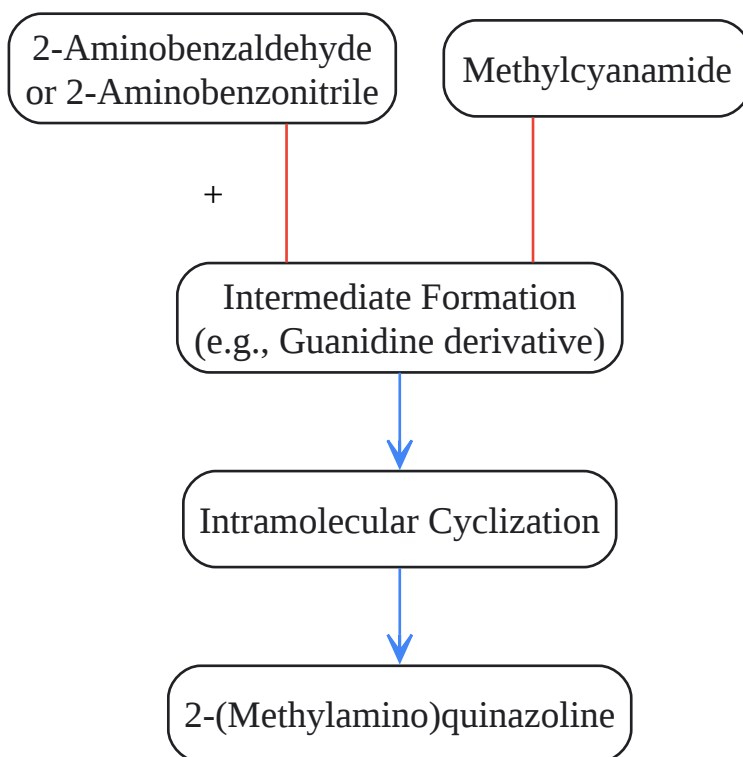 2-Aminobenzaldehyde
or 2-Aminobenzonitrile
Methylcyanamide
+
Intermediate Formation
(e.g., Guanidine derivative)
Intramolecular Cyclization
2-(Methylamino)quinazoline